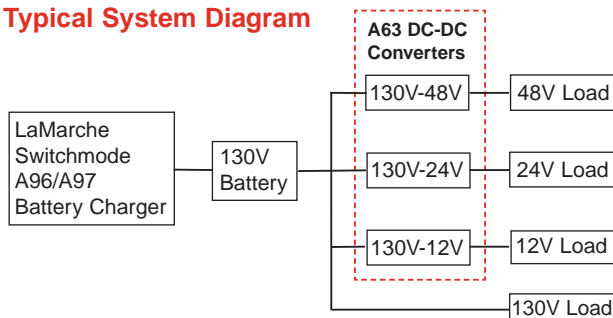 Typical System Diagram
A63 DC-DC
Converters
130V-48V
48V Load
LaMarche
Switchmode
A96/A97
Battery Charger
130V
Battery
130V-24V
24V Load
130V-12V
12V Load
130V Load